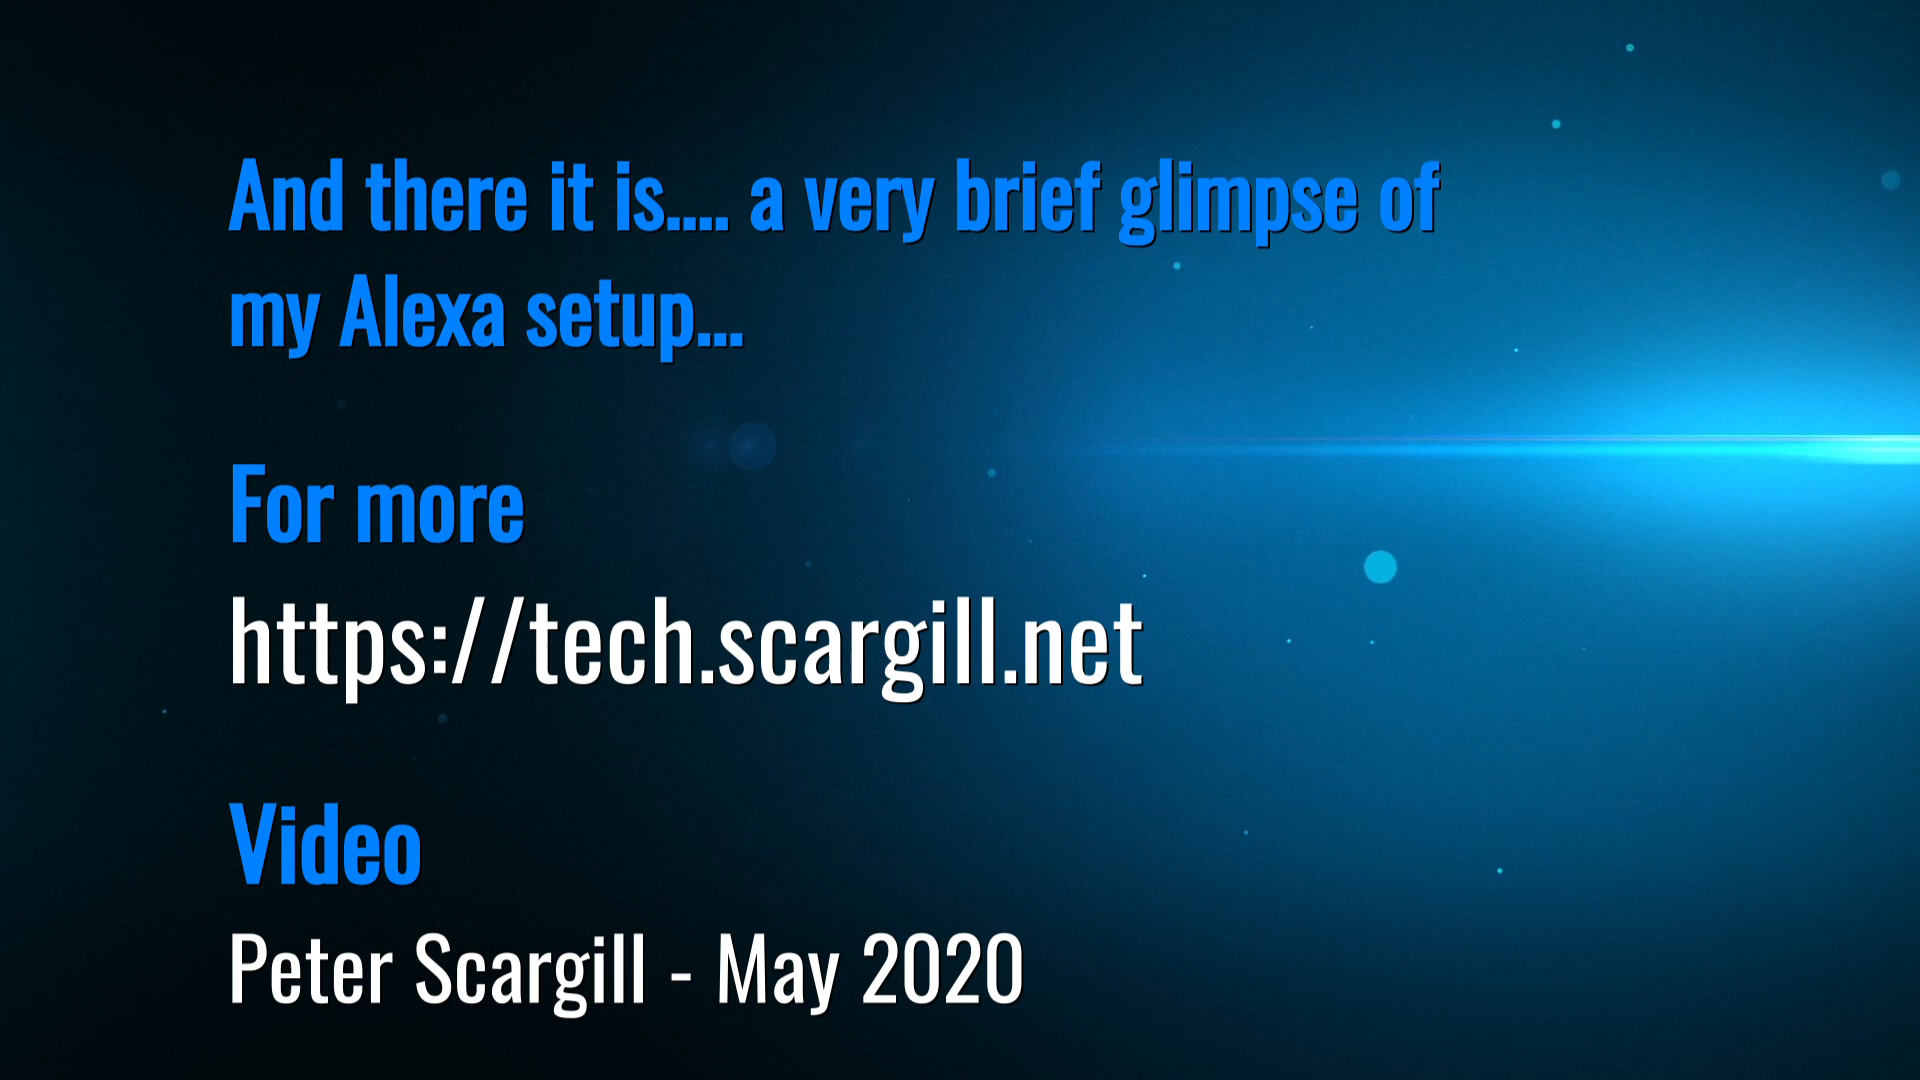 And there it is.... a very brief glimpse of
my Alexa setup...
For more
https://tech.scargill.net
Video
Peter Scargill - May 2020